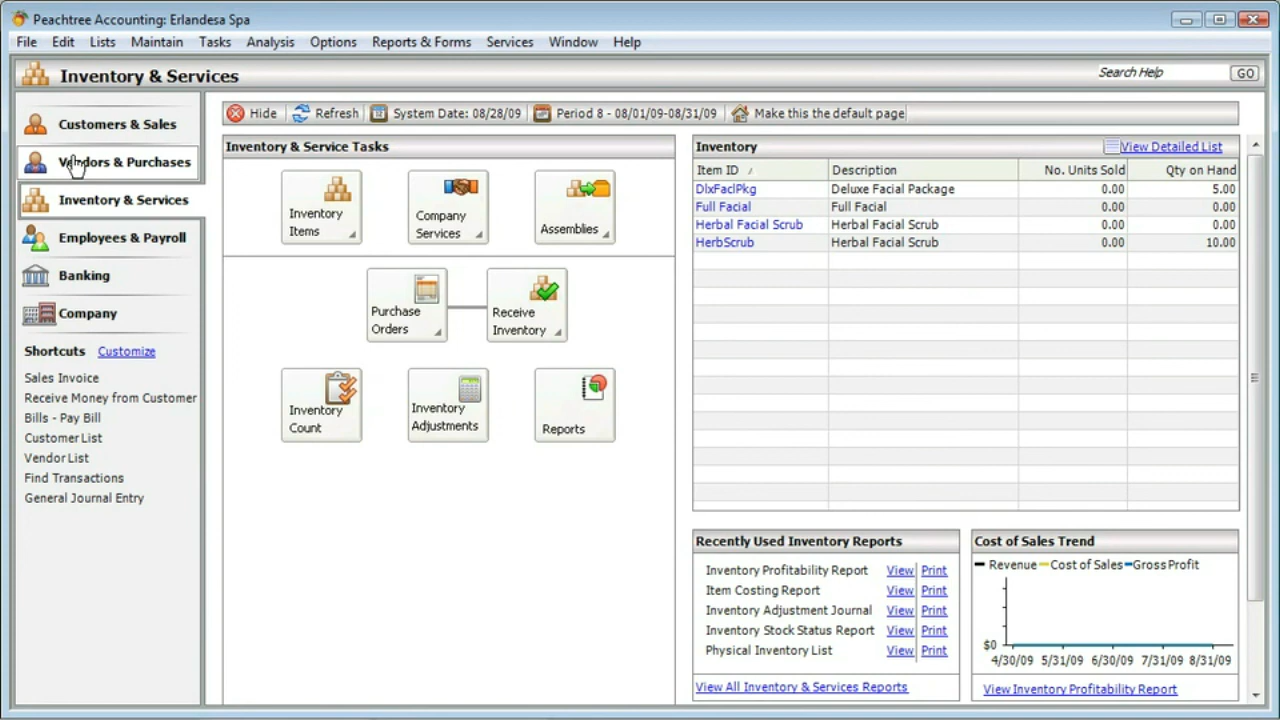 Peachtree Accounting: Erlandesa Spa
File Edit Lists Maintain Tasks Analysis Options Reports & Forms Services Window Help
Inventory & Services
Search Help GO
Customers & Sales
Vendors & Purchases
Inventory & Services
Employees & Payroll
Banking
Company
Shortcuts Customize
Sales Invoice
Receive Money from Customer
Bills - Pay Bill
Customer List
Vendor List
Find Transactions
General Journal Entry
Hide Refresh System Date: 08/28/09 Period 8 - 08/01/09-08/31/09 Make this the default page
Inventory & Service Tasks
Inventory
Items
Company
Services
Assemblies
Purchase
Orders
Receive
Inventory
Inventory
Count
Inventory
Adjustments
Reports
Inventory View Detailed List
Item ID Description No. Units Sold Qty on Hand
DlxFaclPkg Deluxe Facial Package 0.00 5.00
Full Facial Full Facial 0.00 0.00
Herbal Facial Scrub Herbal Facial Scrub 0.00 0.00
HerbScrub Herbal Facial Scrub 0.00 10.00
Recently Used Inventory Reports
Inventory Profitability Report View Print
Item Costing Report View Print
Inventory Adjustment Journal View Print
Inventory Stock Status Report View Print
Physical Inventory List View Print
View All Inventory & Services Reports
Cost of Sales Trend
Revenue Cost of Sales Gross Profit
$0
4/30/09 5/31/09 6/30/09 7/31/09 8/31/09
View Inventory Profitability Report